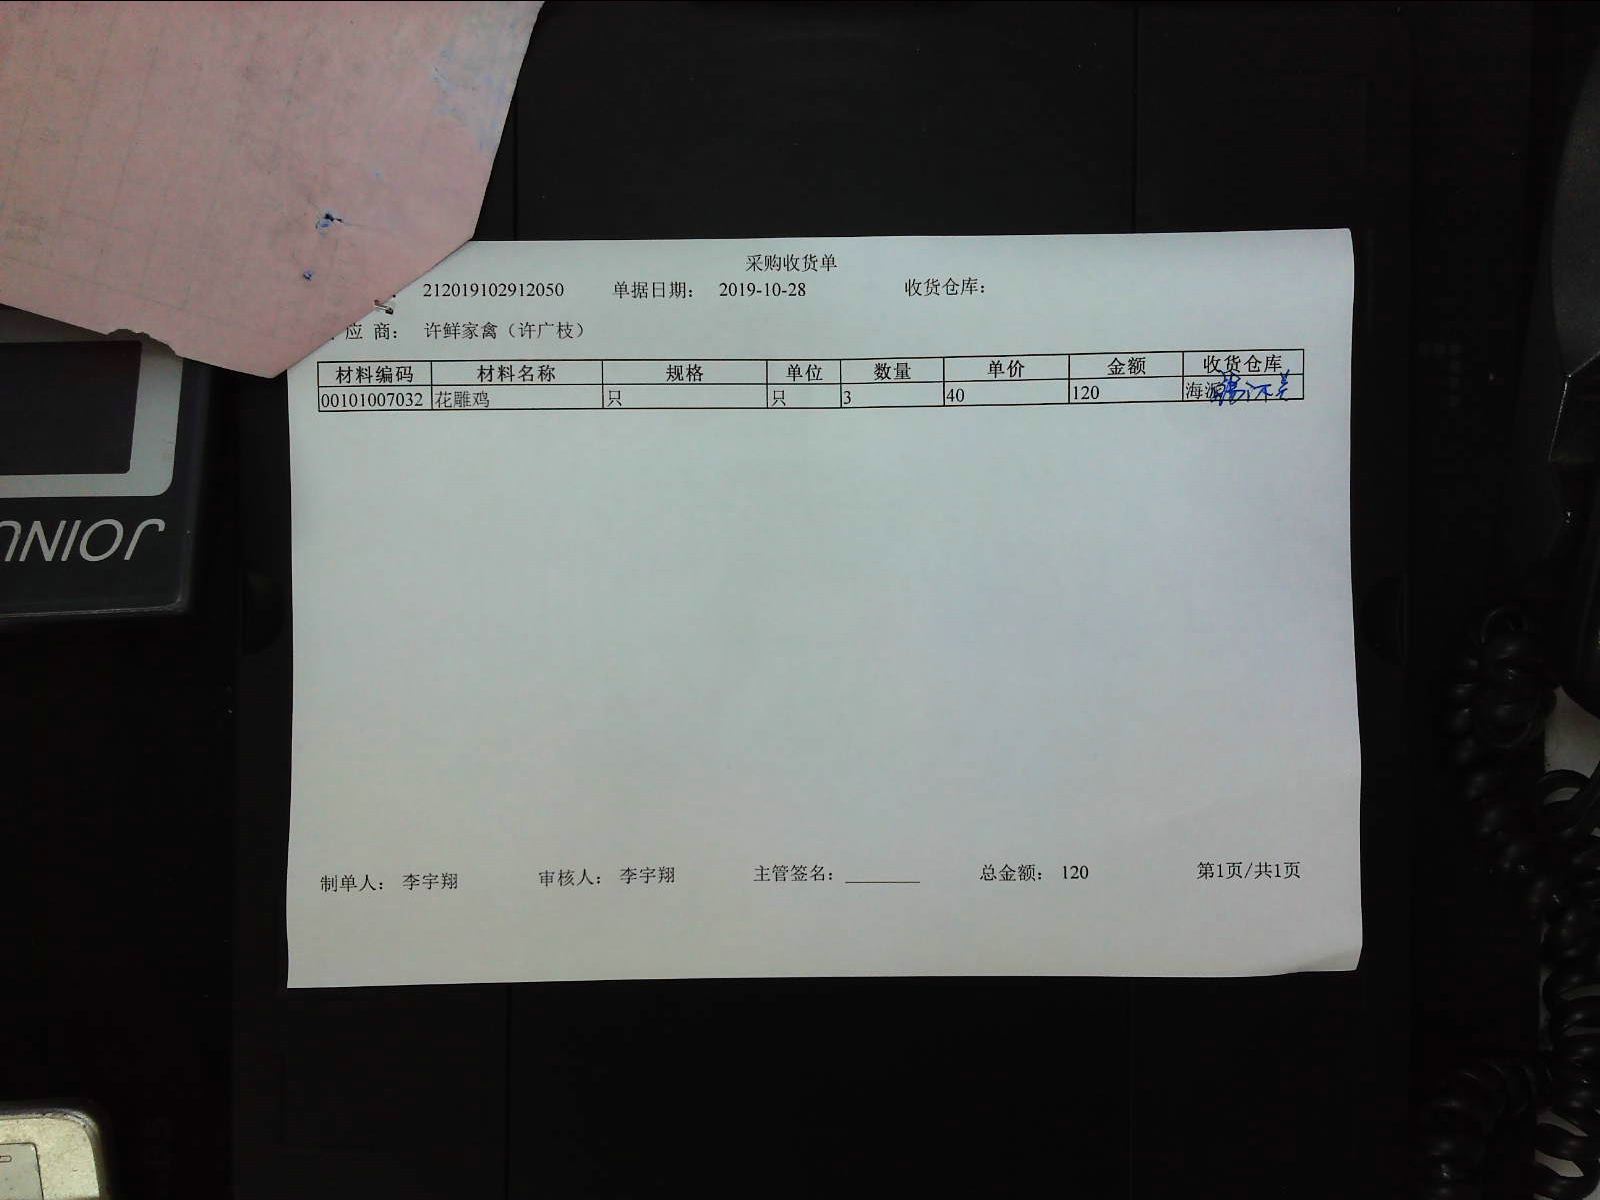 采购收货单
212019102912050 单据日期: 2019-10-28 收货仓库:
应 商: 许鲜家禽（许广枝）
材料编码 材料名称 规格 单位 数量 单价 金额 收货仓库
00101007032 花雕鸡 只 只 3 40 120 海派
制单人: 李宇翔 审核人: 李宇翔 主管签名: 总金额: 120 第1页/共1页
JOINU